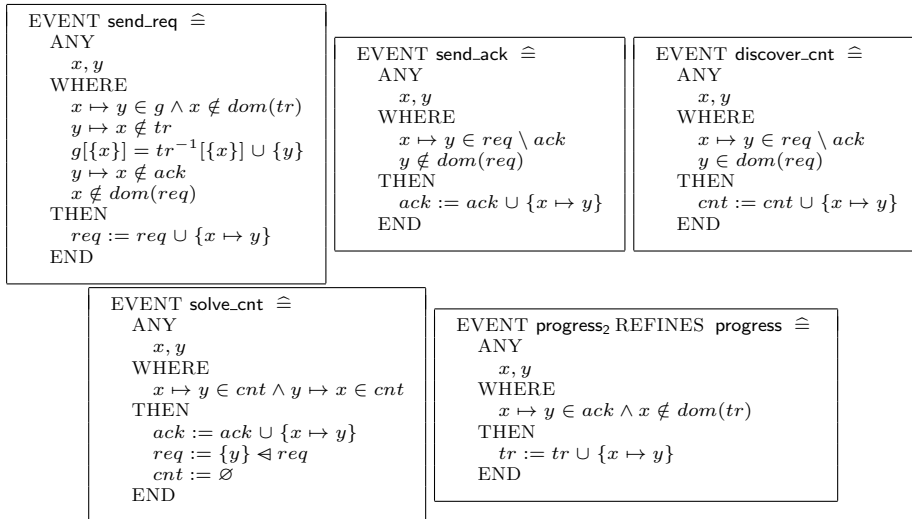 EVENT send_req ≙
ANY
x, y
WHERE
x ↦ y ∈ g ∧ x ∉ dom(tr)
y ↦ x ∉ tr
g[{x}] = tr⁻¹[{x}] ∪ {y}
y ↦ x ∉ ack
x ∉ dom(req)
THEN
req := req ∪ {x ↦ y}
END
EVENT send_ack ≙
ANY
x, y
WHERE
x ↦ y ∈ req \ ack
y ∉ dom(req)
THEN
ack := ack ∪ {x ↦ y}
END
EVENT discover_cnt ≙
ANY
x, y
WHERE
x ↦ y ∈ req \ ack
y ∈ dom(req)
THEN
cnt := cnt ∪ {x ↦ y}
END
EVENT solve_cnt ≙
ANY
x, y
WHERE
x ↦ y ∈ cnt ∧ y ↦ x ∈ cnt
THEN
ack := ack ∪ {x ↦ y}
req := {y} ⩤ req
cnt := ∅
END
EVENT progress₂ REFINES progress ≙
ANY
x, y
WHERE
x ↦ y ∈ ack ∧ x ∉ dom(tr)
THEN
tr := tr ∪ {x ↦ y}
END